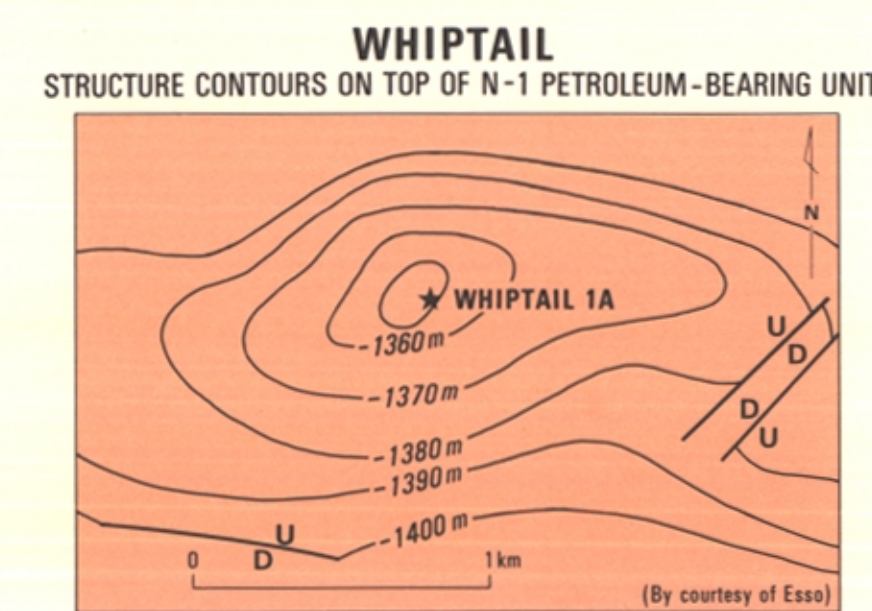 WHIPTAIL
STRUCTURE CONTOURS ON TOP OF N-1 PETROLEUM-BEARING UNIT
N
WHIPTAIL 1A
U
D
-1360m
-1370m
D
U
-1380m
-1390m
-1400m
U
D
0 1km
(By courtesy of Esso)